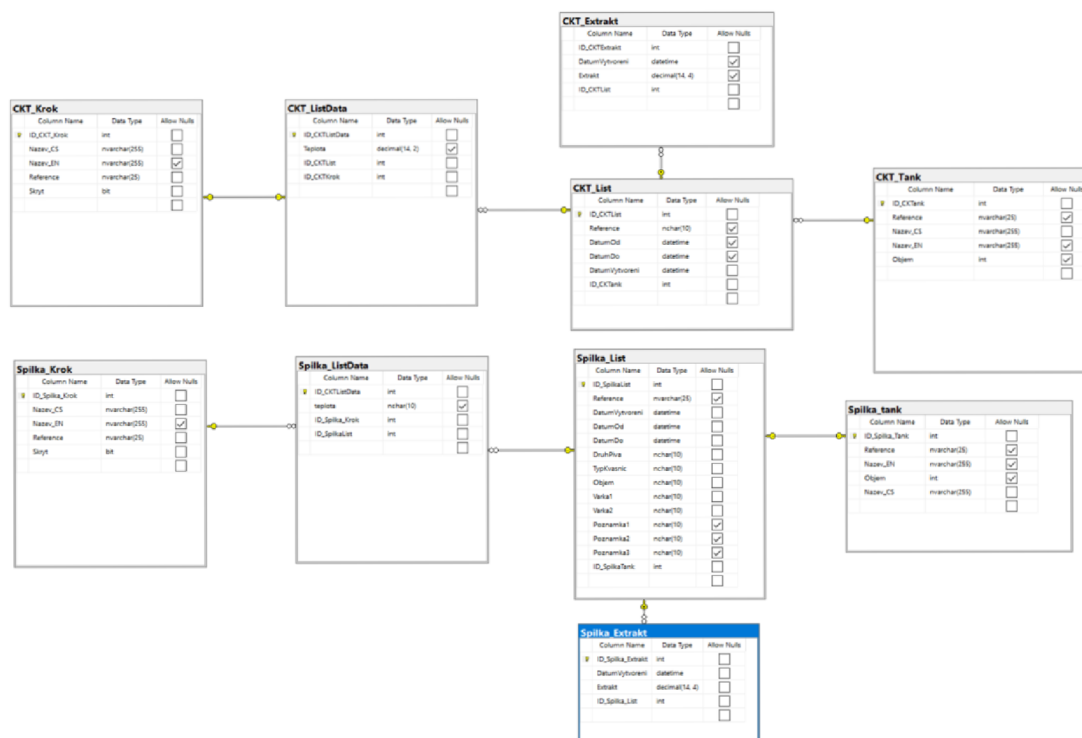 CKT_Extrakt
Column Name Data Type Allow Nulls
ID_CKTExtrakt int
DatumVytvoreni datetime
Extrakt decimal(14, 4)
ID_CKTList int
CKT_Krok
Column Name Data Type Allow Nulls
ID_CKT_Krok int
Nazev_CS nvarchar(255)
Nazev_EN nvarchar(255)
Reference nvarchar(25)
Skryt bit
CKT_ListData
Column Name Data Type Allow Nulls
ID_CKTListData int
Teplota decimal(14, 2)
ID_CKTList int
ID_CKTKrok int
CKT_List
Column Name Data Type Allow Nulls
ID_CKTList int
Reference nchar(10)
DatumOd datetime
DatumDo datetime
DatumVytvoreni datetime
ID_CKTank int
CKT_Tank
Column Name Data Type Allow Nulls
ID_CKTank int
Reference nvarchar(25)
Nazev_CS nvarchar(255)
Nazev_EN nvarchar(255)
Objem int
Spilka_Krok
Column Name Data Type Allow Nulls
ID_Spilka_Krok int
Nazev_CS nvarchar(255)
Nazev_EN nvarchar(255)
Reference nvarchar(25)
Skryt bit
Spilka_ListData
Column Name Data Type Allow Nulls
ID_CKTListData int
teplota nchar(10)
ID_Spilka_Krok int
ID_SpilkaList int
Spilka_List
Column Name Data Type Allow Nulls
ID_SpilkaList int
Reference nvarchar(25)
DatumVytvoreni datetime
DatumOd datetime
DatumDo datetime
DruhPiva nchar(10)
TypKvasnic nchar(10)
Objem nchar(10)
Varka1 nchar(10)
Varka2 nchar(10)
Poznamka1 nchar(10)
Poznamka2 nchar(10)
Poznamka3 nchar(10)
ID_SpilkaTank int
Spilka_tank
Column Name Data Type Allow Nulls
ID_Spilka_Tank int
Reference nvarchar(25)
Nazev_EN nvarchar(255)
Objem int
Nazev_CS nvarchar(255)
Spilka_Extrakt
Column Name Data Type Allow Nulls
ID_Spilka_Extrakt int
DatumVytvoreni datetime
Extrakt decimal(14, 4)
ID_Spilka_List int